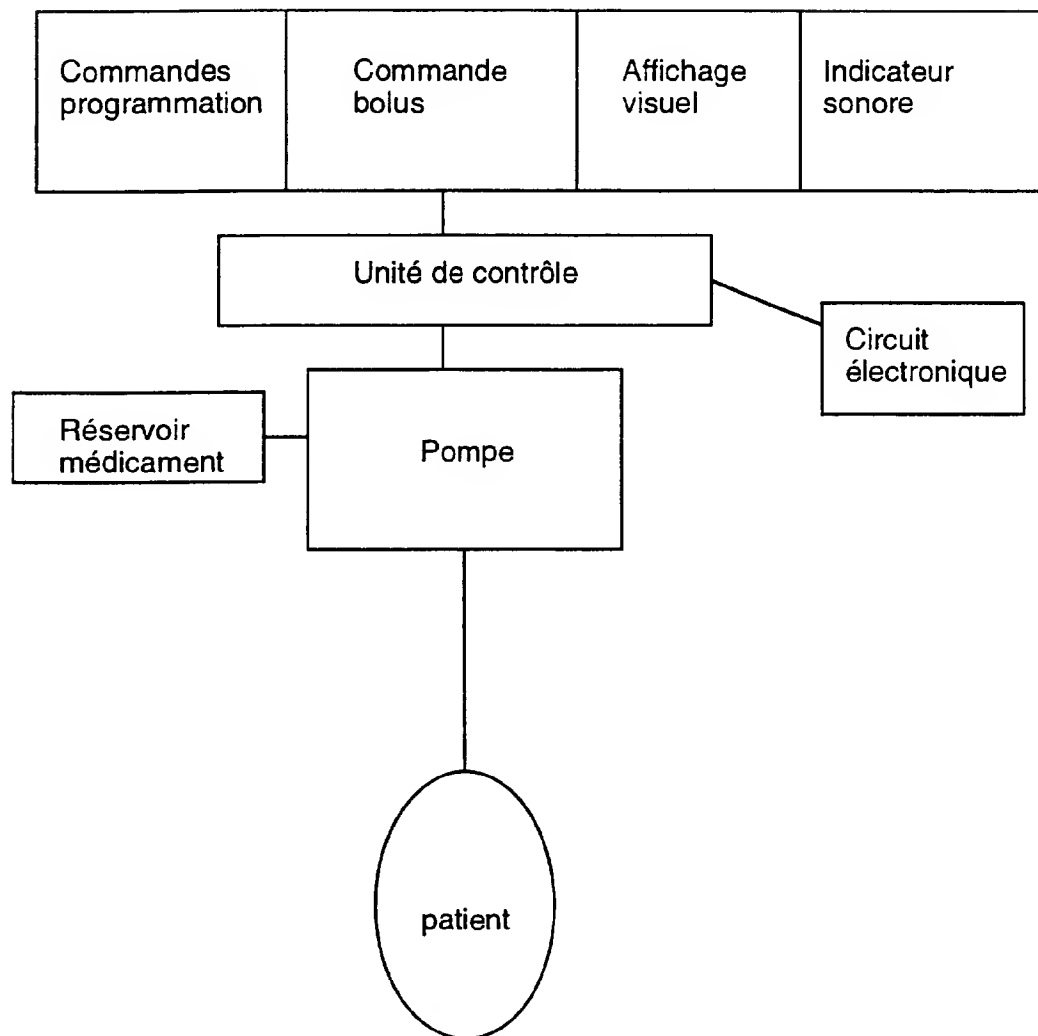 Commandes
programmation
Commande
bolus
Affichage
visuel
Indicateur
sonore
Unité de contrôle
Circuit
électronique
Réservoir
médicament
Pompe
patient